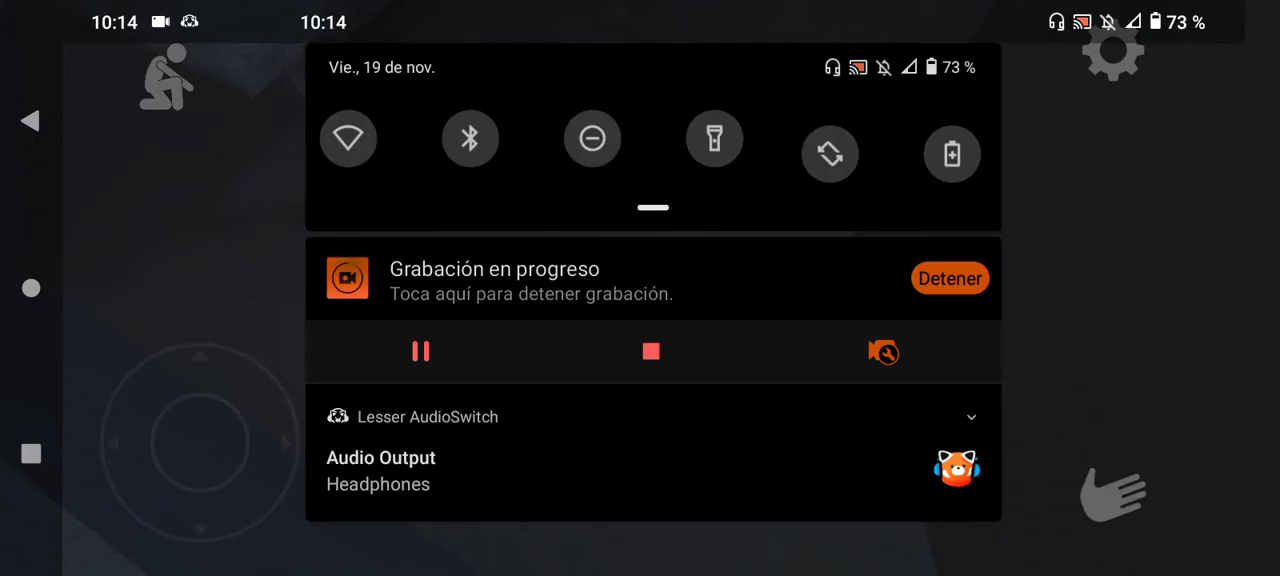 10:14
10:14
73 %
Vie., 19 de nov.
73 %
Grabación en progreso
Toca aquí para detener grabación.
Detener
Lesser AudioSwitch
Audio Output
Headphones